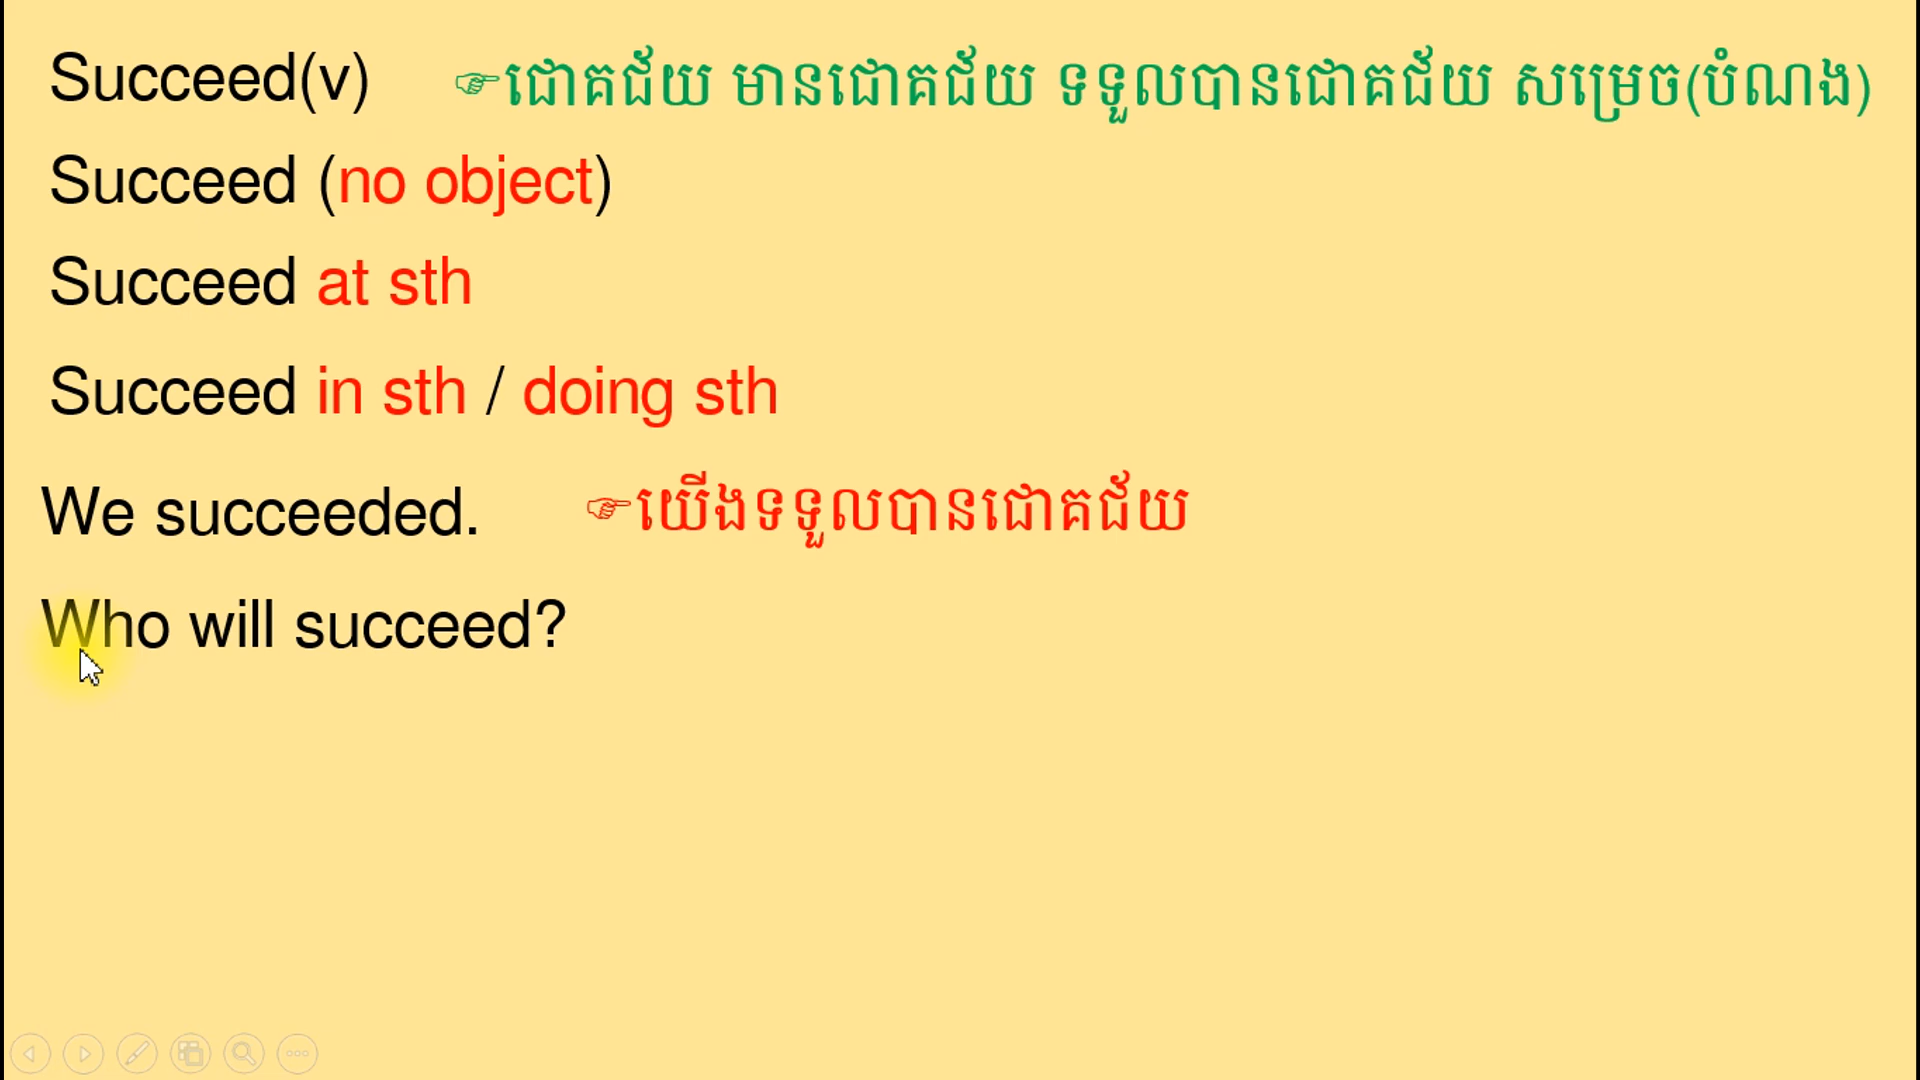 Succeed(v) ☞ជោគជ័យ មានជោគជ័យ ទទួលបានជោគជ័យ សម្រេច(បំណង)
Succeed (no object)
Succeed at sth
Succeed in sth / doing sth
We succeeded. ☞យើងទទួលបានជោគជ័យ
Who will succeed?